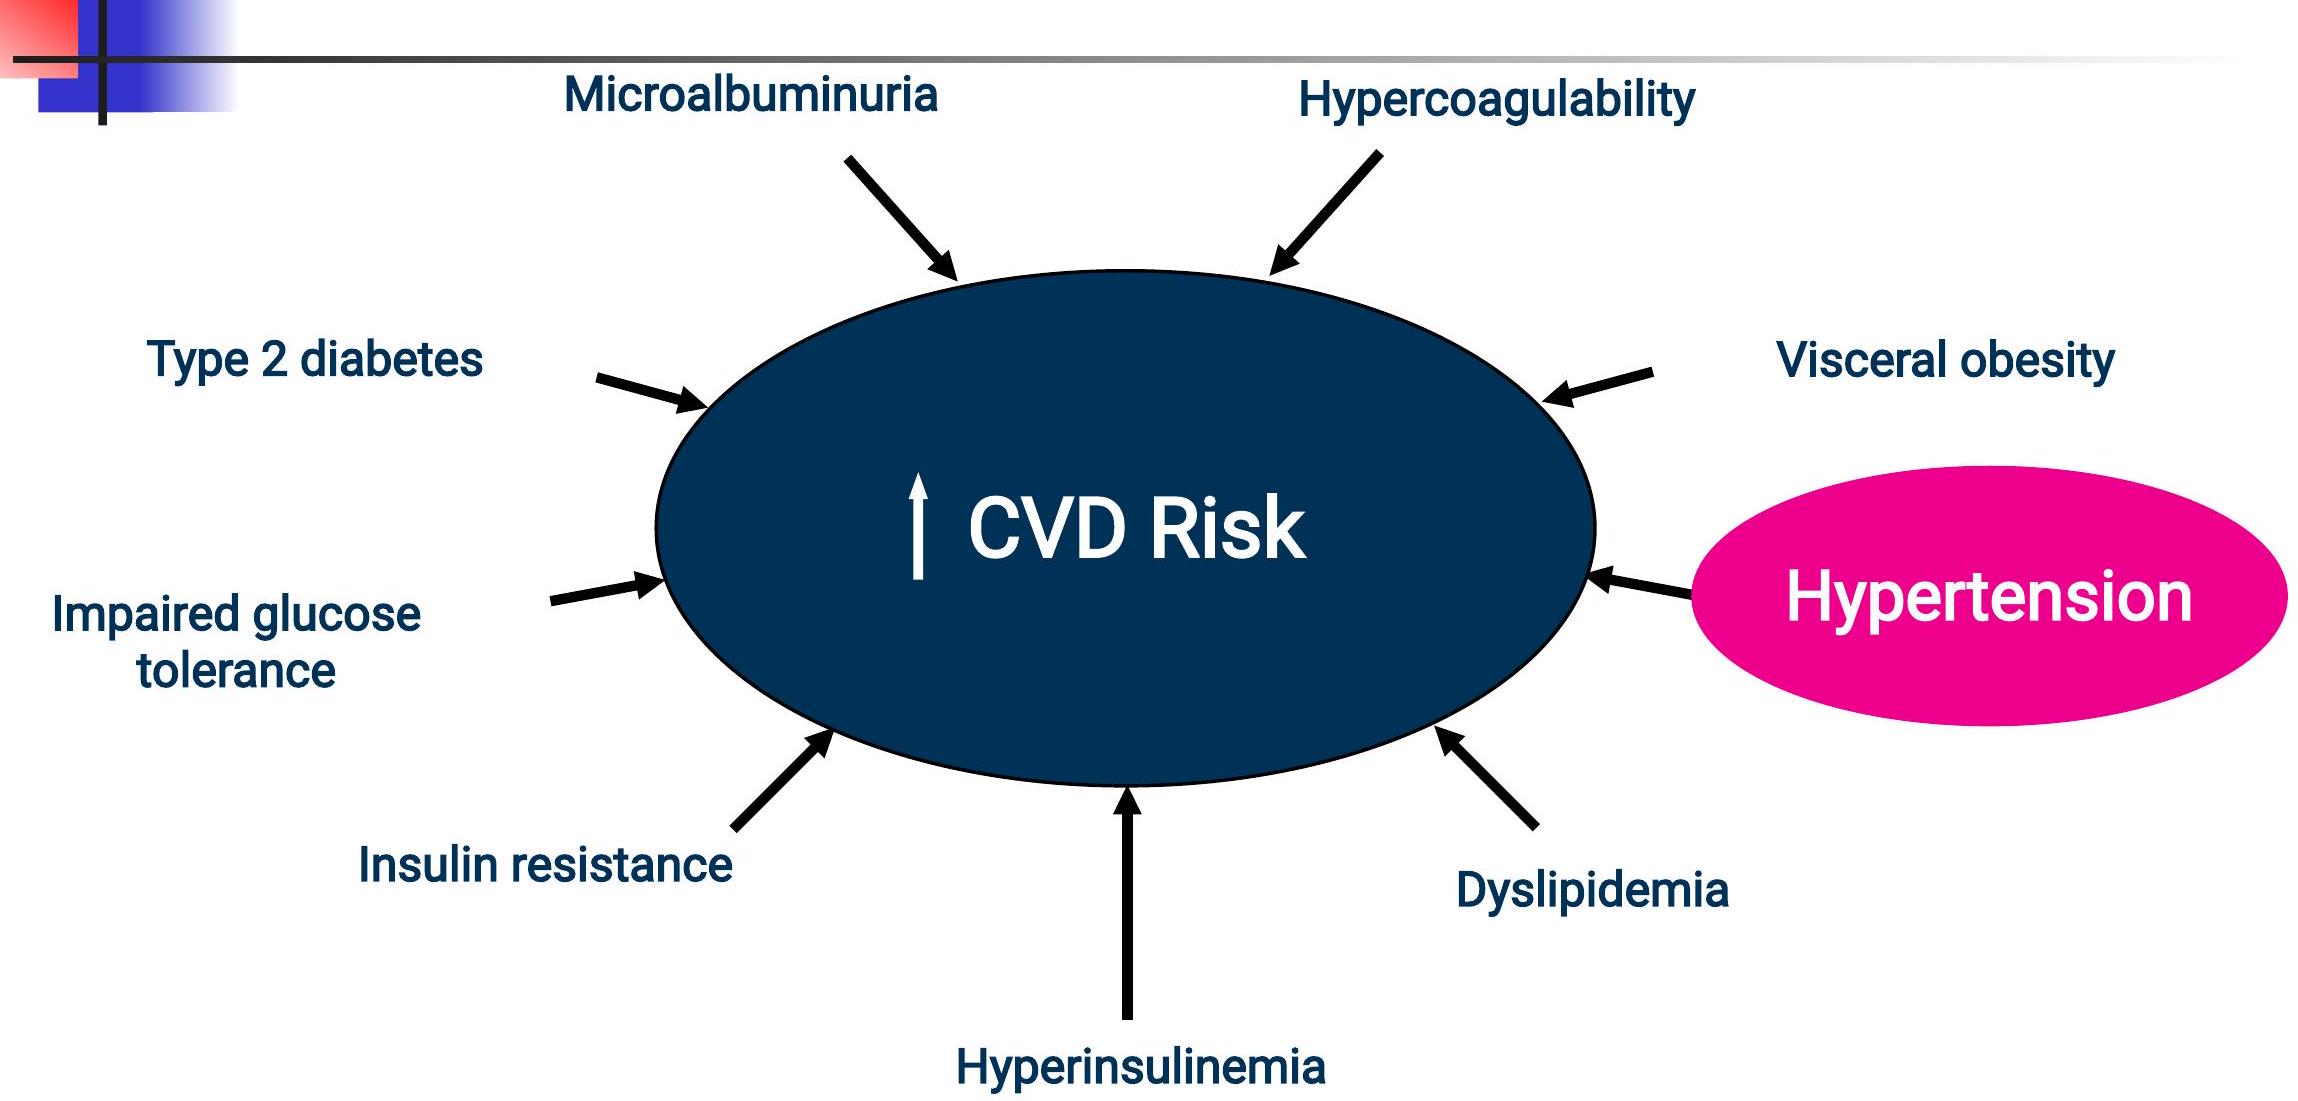 Microalbuminuria
Hypercoagulability
Type 2 diabetes
Visceral obesity
CVD Risk
Hypertension
Impaired glucose
tolerance
Insulin resistance
Dyslipidemia
Hyperinsulinemia